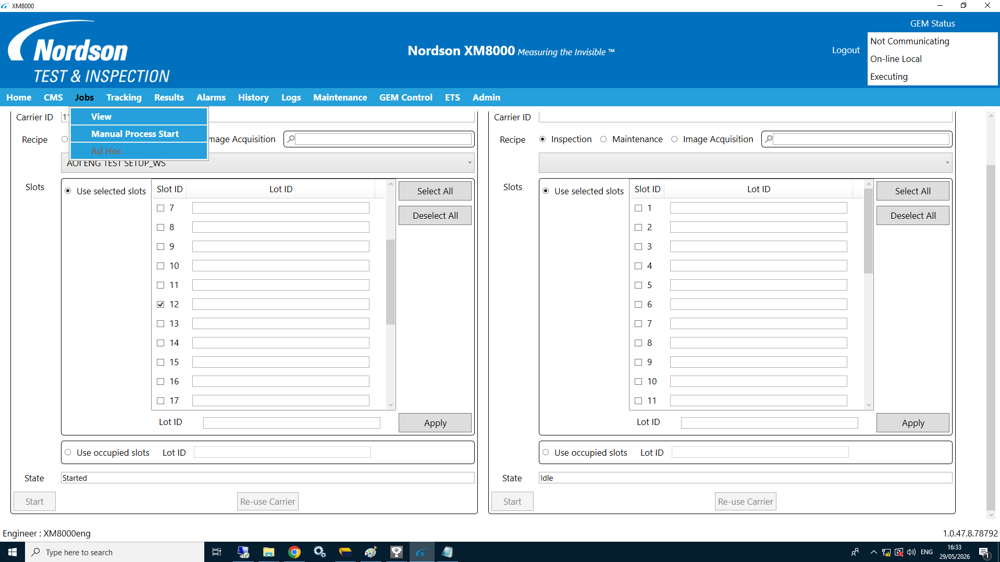 XM8000
GEM Status
Nordson
TEST & INSPECTION
Nordson XM8000 Measuring the Invisible ™
Logout
Not Communicating
On-line Local
Executing
Home CMS Jobs Tracking Results Alarms History Logs Maintenance GEM Control ETS Admin
View
Manual Process Start
Ad Hoc
Carrier ID
Recipe
mage Acquisition
AOI ENG TEST SETUP_WS
Slots
Use selected slots
Slot ID Lot ID
7
8
9
10
11
12
13
14
15
16
17
Select All
Deselect All
Lot ID
Apply
Use occupied slots Lot ID
State Started
Start Re-use Carrier
Carrier ID
Recipe Inspection Maintenance Image Acquisition
Slots
Use selected slots
Slot ID Lot ID
1
2
3
4
5
6
7
8
9
10
11
Select All
Deselect All
Lot ID
Apply
Use occupied slots Lot ID
State Idle
Start Re-use Carrier
Engineer : XM8000eng
1.0.47.8.78792
Type here to search
ENG
16:33
29/05/2026
1